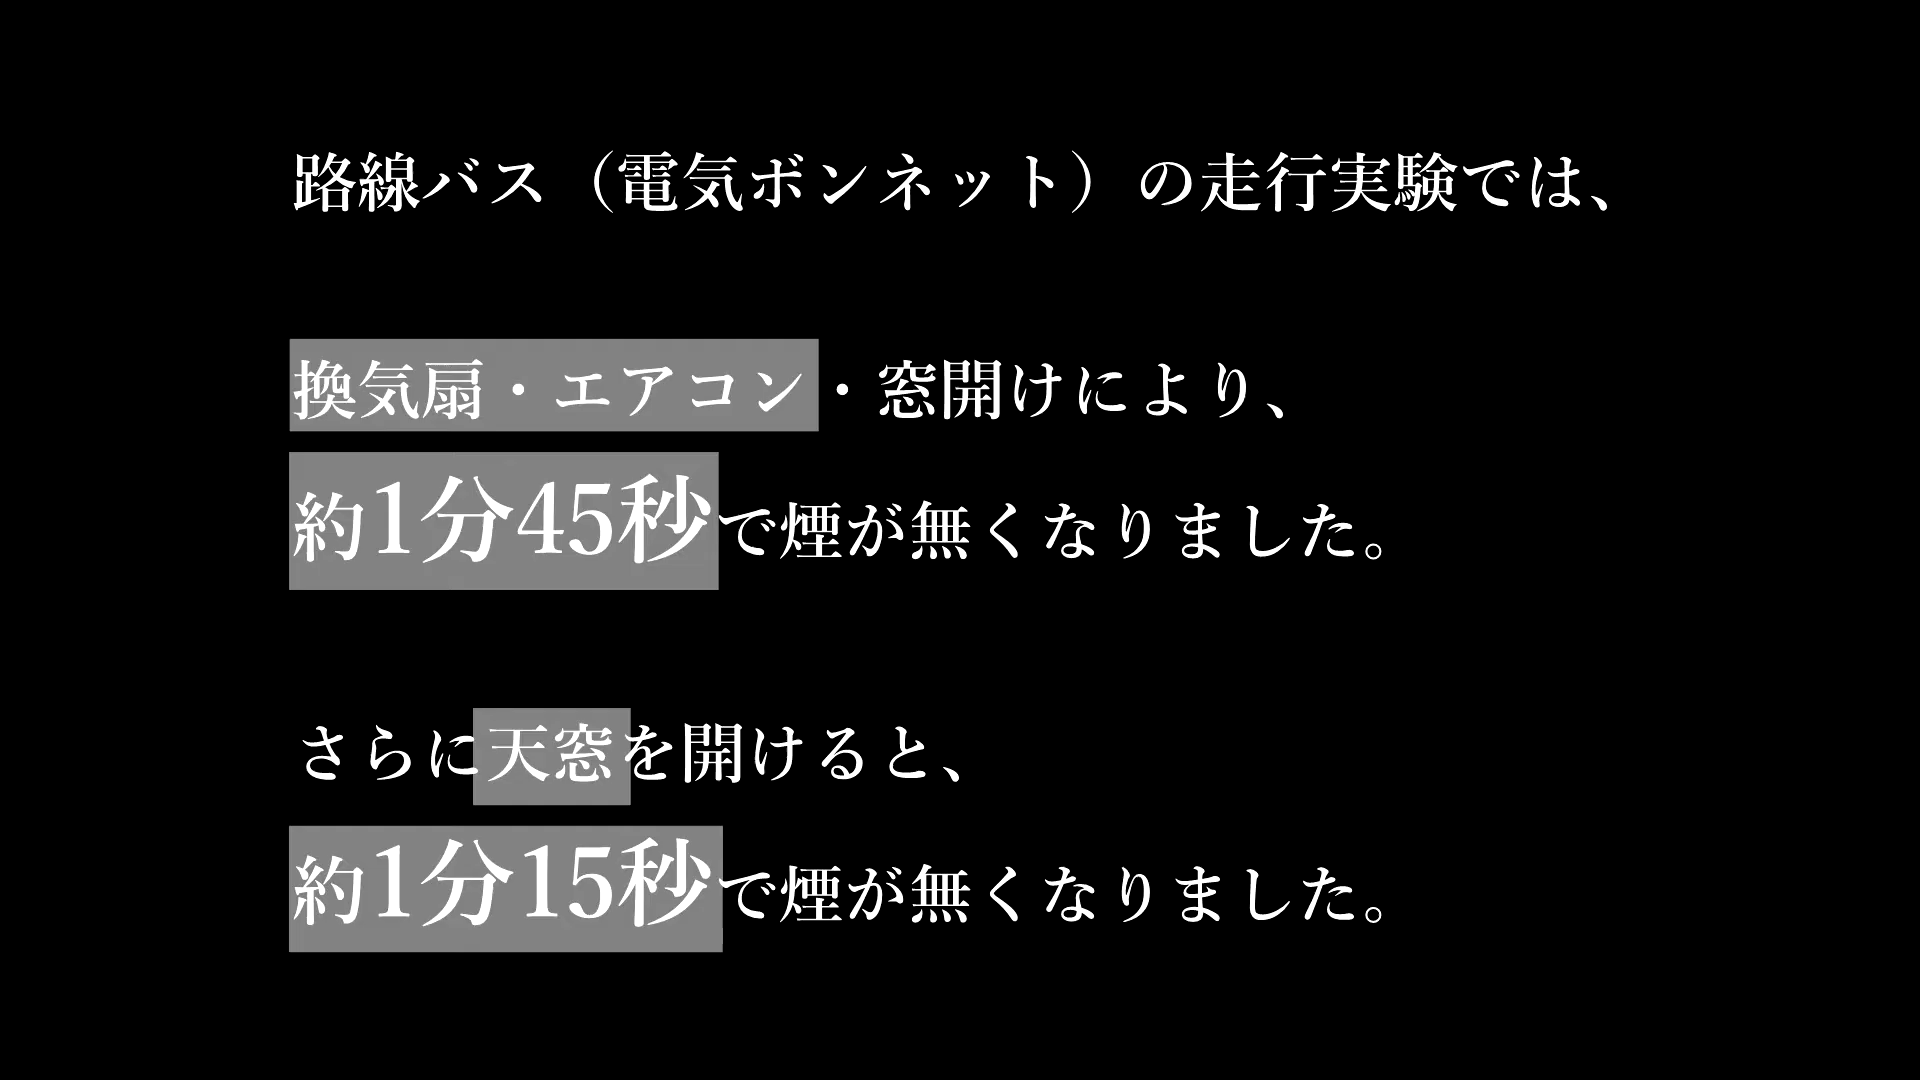 路線バス（電気ボンネット）の走行実験では、
換気扇・エアコン・窓開けにより、
約1分45秒で煙が無くなりました。
さらに天窓を開けると、
約1分15秒で煙が無くなりました。